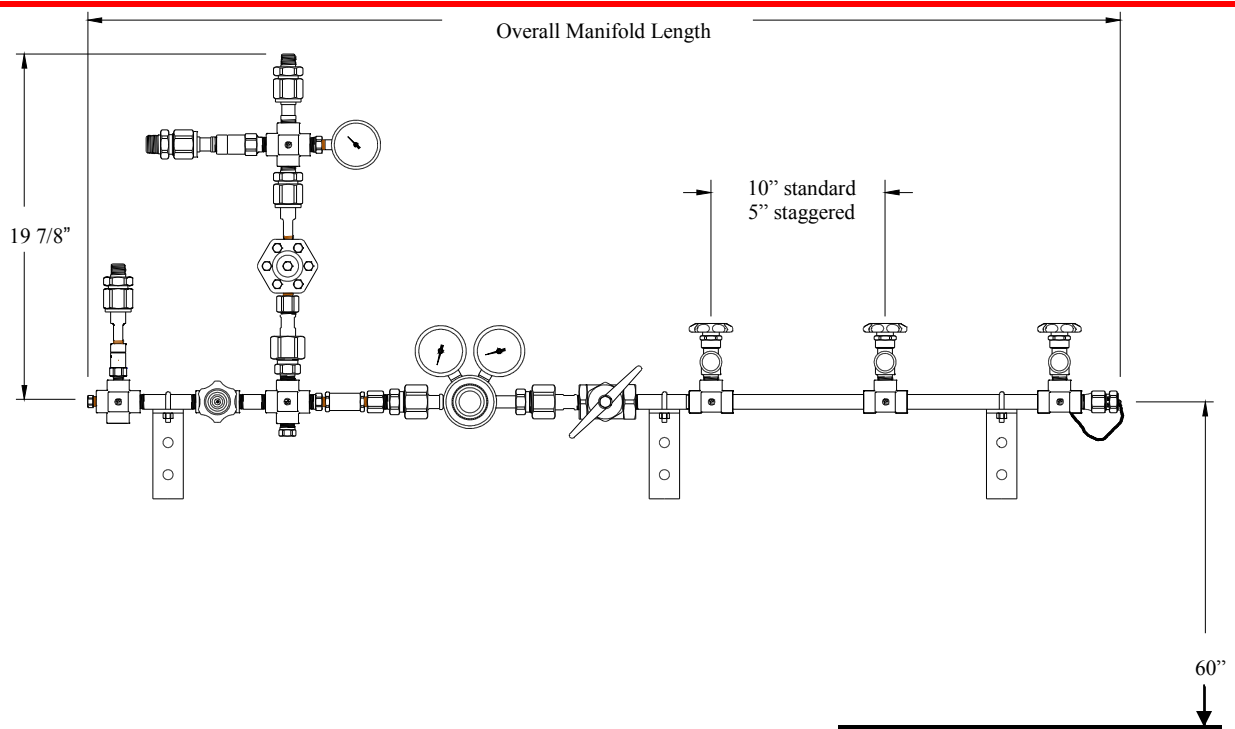 Overall Manifold Length
10” standard
5” staggered
19 7/8”
60”